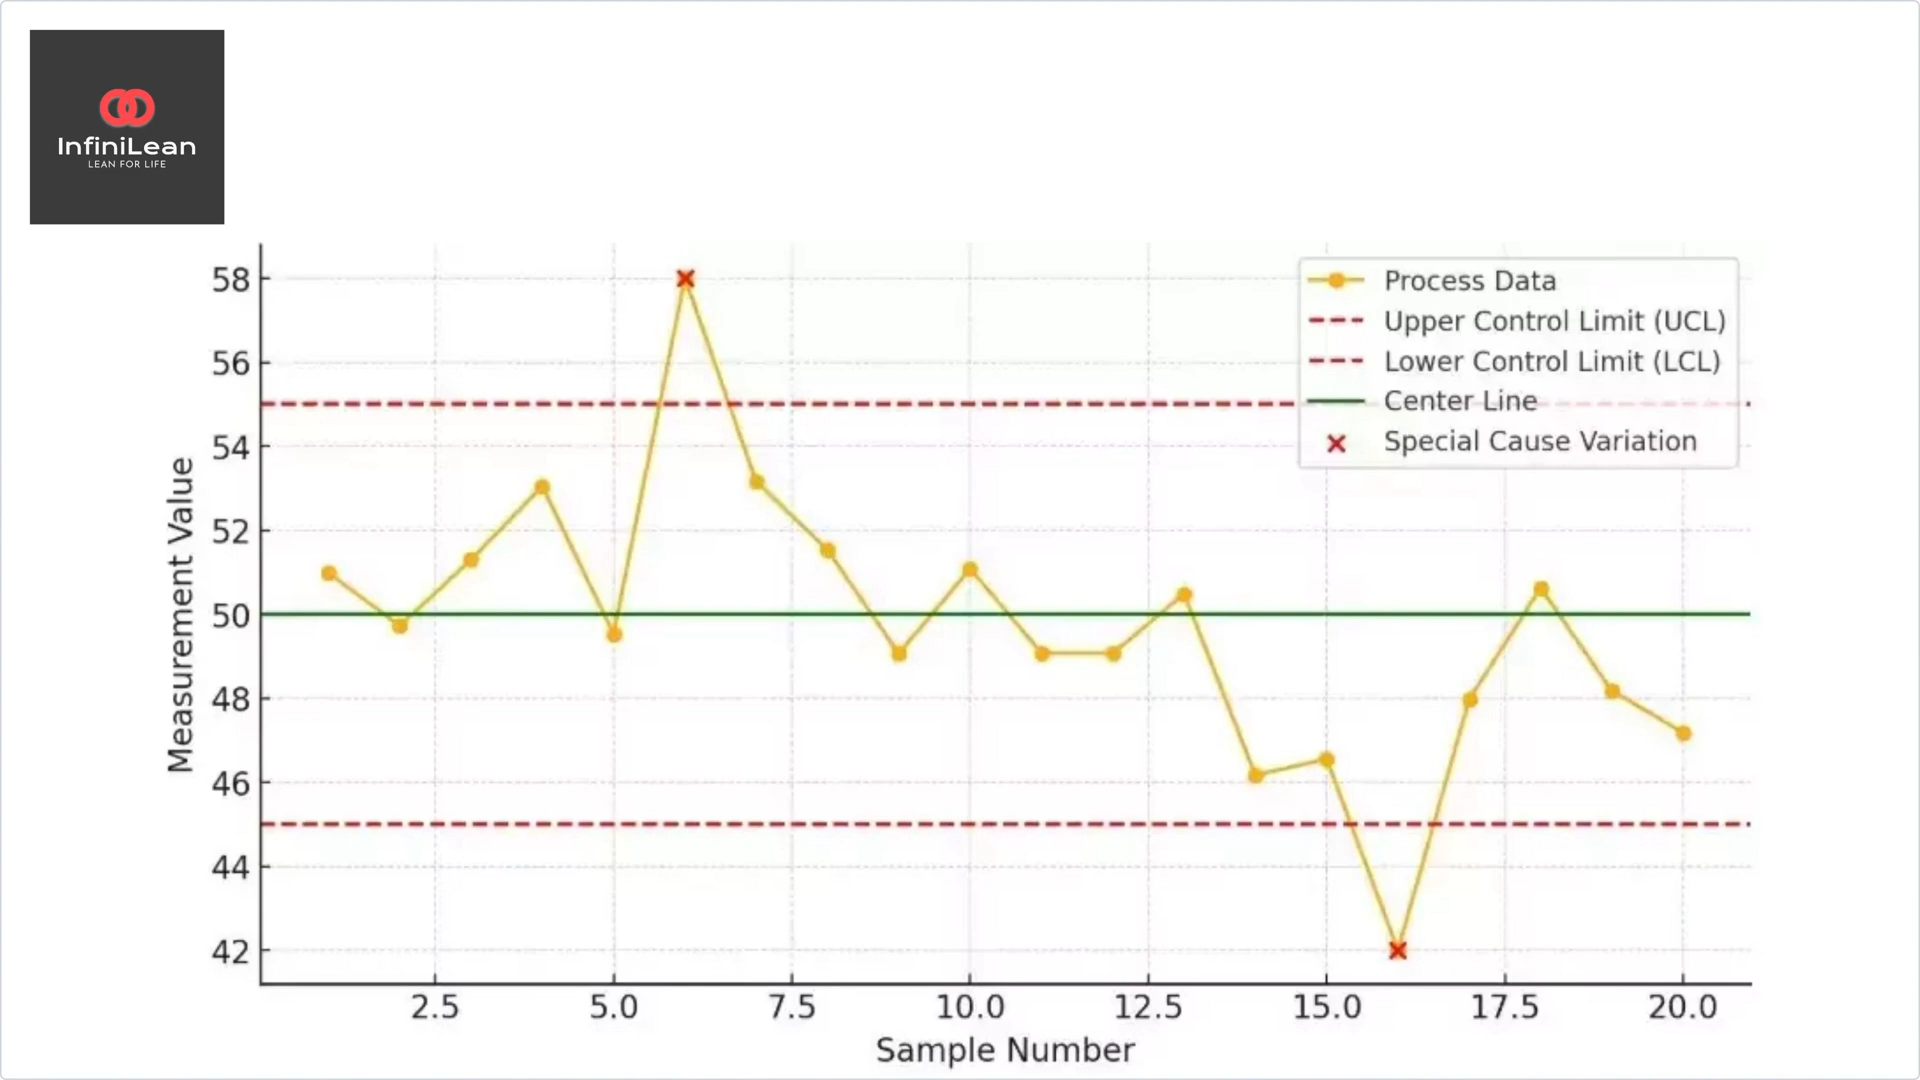 InfiniLean
LEAN FOR LIFE
58
56
54
52
50
48
46
44
42
Measurement Value
Process Data
Upper Control Limit (UCL)
Lower Control Limit (LCL)
Center Line
Special Cause Variation
2.5 5.0 7.5 10.0 12.5 15.0 17.5 20.0
Sample Number